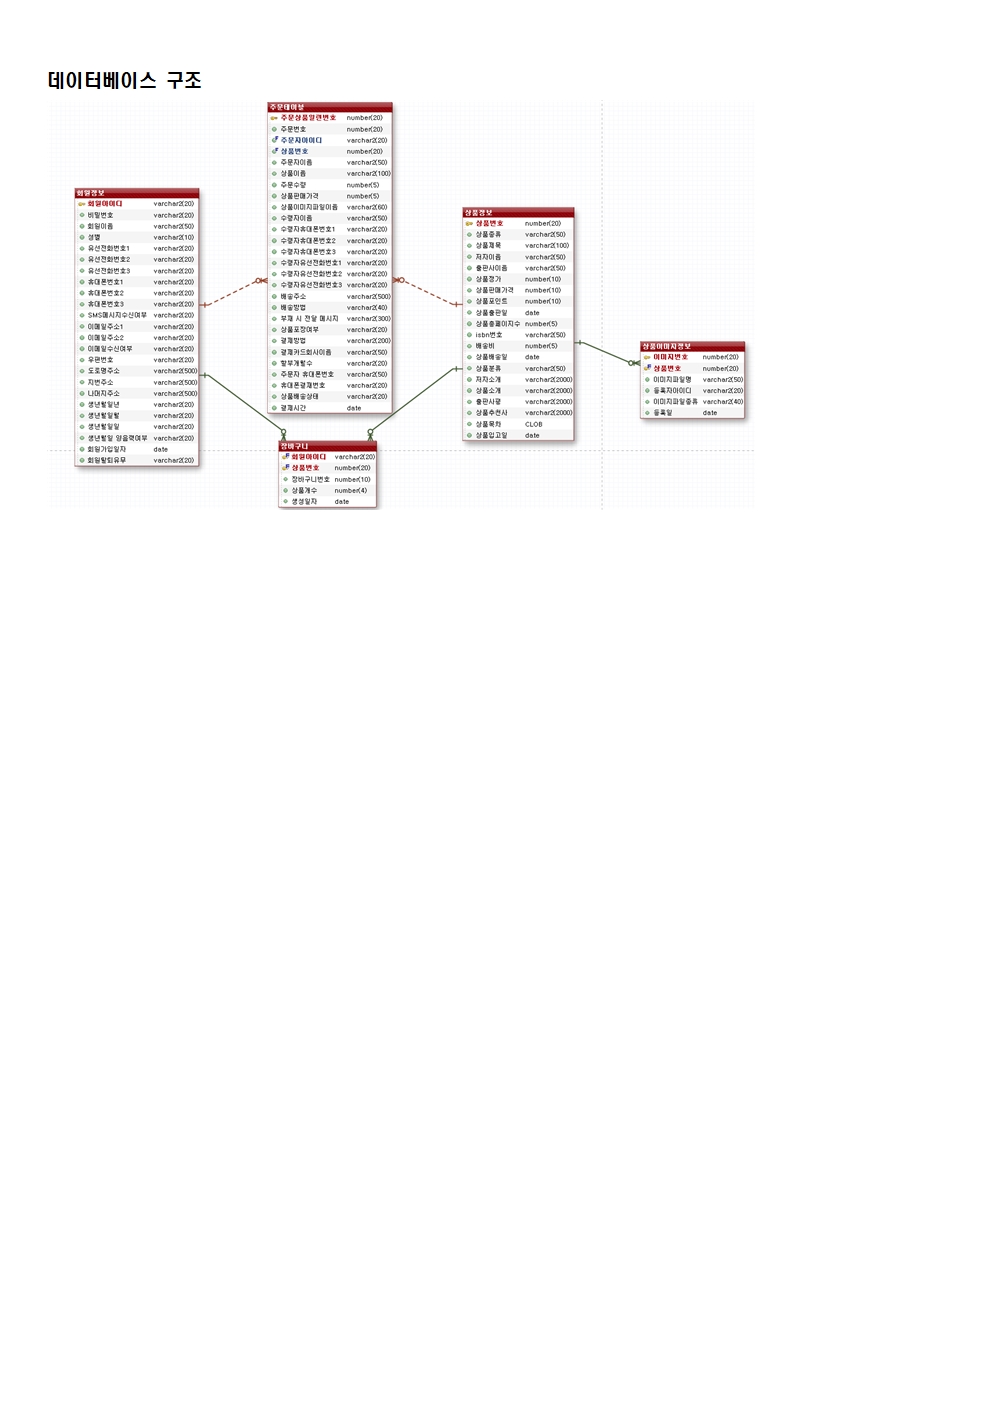 데이터베이스 구조
주문테이블
주문상품일련번호 number(20)
주문번호 number(20)
주문자아이디 varchar2(20)
상품번호 number(20)
주문자이름 varchar2(50)
상품이름 varchar2(100)
주문수량 number(5)
상품판매가격 number(5)
상품이미지파일이름 varchar2(60)
수령자이름 varchar2(50)
수령자휴대폰번호1 varchar2(20)
수령자휴대폰번호2 varchar2(20)
수령자휴대폰번호3 varchar2(20)
수령자유선전화번호1 varchar2(20)
수령자유선전화번호2 varchar2(20)
수령자유선전화번호3 varchar2(20)
배송주소 varchar2(500)
배송방법 varchar2(40)
부재 시 전달 메시지 varchar2(300)
상품포장여부 varchar2(20)
결제방법 varchar2(200)
결제카드회사이름 varchar2(50)
할부개월수 varchar2(20)
주문자 휴대폰번호 varchar2(50)
휴대폰결제번호 varchar2(20)
상품배송상태 varchar2(20)
결제시간 date
회원정보
회원아이디 varchar2(20)
비밀번호 varchar2(20)
회원이름 varchar2(50)
성별 varchar2(10)
유선전화번호1 varchar2(20)
유선전화번호2 varchar2(20)
유선전화번호3 varchar2(20)
휴대폰번호1 varchar2(20)
휴대폰번호2 varchar2(20)
휴대폰번호3 varchar2(20)
SMS메시지수신여부 varchar2(20)
이메일주소1 varchar2(20)
이메일주소2 varchar2(20)
이메일수신여부 varchar2(20)
우편번호 varchar2(20)
도로명주소 varchar2(500)
지번주소 varchar2(500)
나머지주소 varchar2(500)
생년월일년 varchar2(20)
생년월일월 varchar2(20)
생년월일일 varchar2(20)
생년월일 양음력여부 varchar2(20)
회원가입일자 date
회원탈퇴유무 varchar2(20)
상품정보
상품번호 number(20)
상품종류 varchar2(50)
상품제목 varchar2(100)
저자이름 varchar2(50)
출판사이름 varchar2(50)
상품정가 number(10)
상품판매가격 number(10)
상품포인트 number(10)
상품출판일 date
상품총페이지수 number(5)
isbn번호 varchar2(50)
배송비 number(5)
상품배송일 date
상품분류 varchar2(50)
저자소개 varchar2(2000)
상품소개 varchar2(2000)
출판사평 varchar2(2000)
상품추천사 varchar2(2000)
상품목차 CLOB
상품입고일 date
상품이미지정보
이미지번호 number(20)
상품번호 number(20)
이미지파일명 varchar2(50)
등록자아이디 varchar2(20)
이미지파일종류 varchar2(40)
등록일 date
장바구니
회원아이디 varchar2(20)
상품번호 number(20)
장바구니번호 number(10)
상품개수 number(4)
생성일자 date